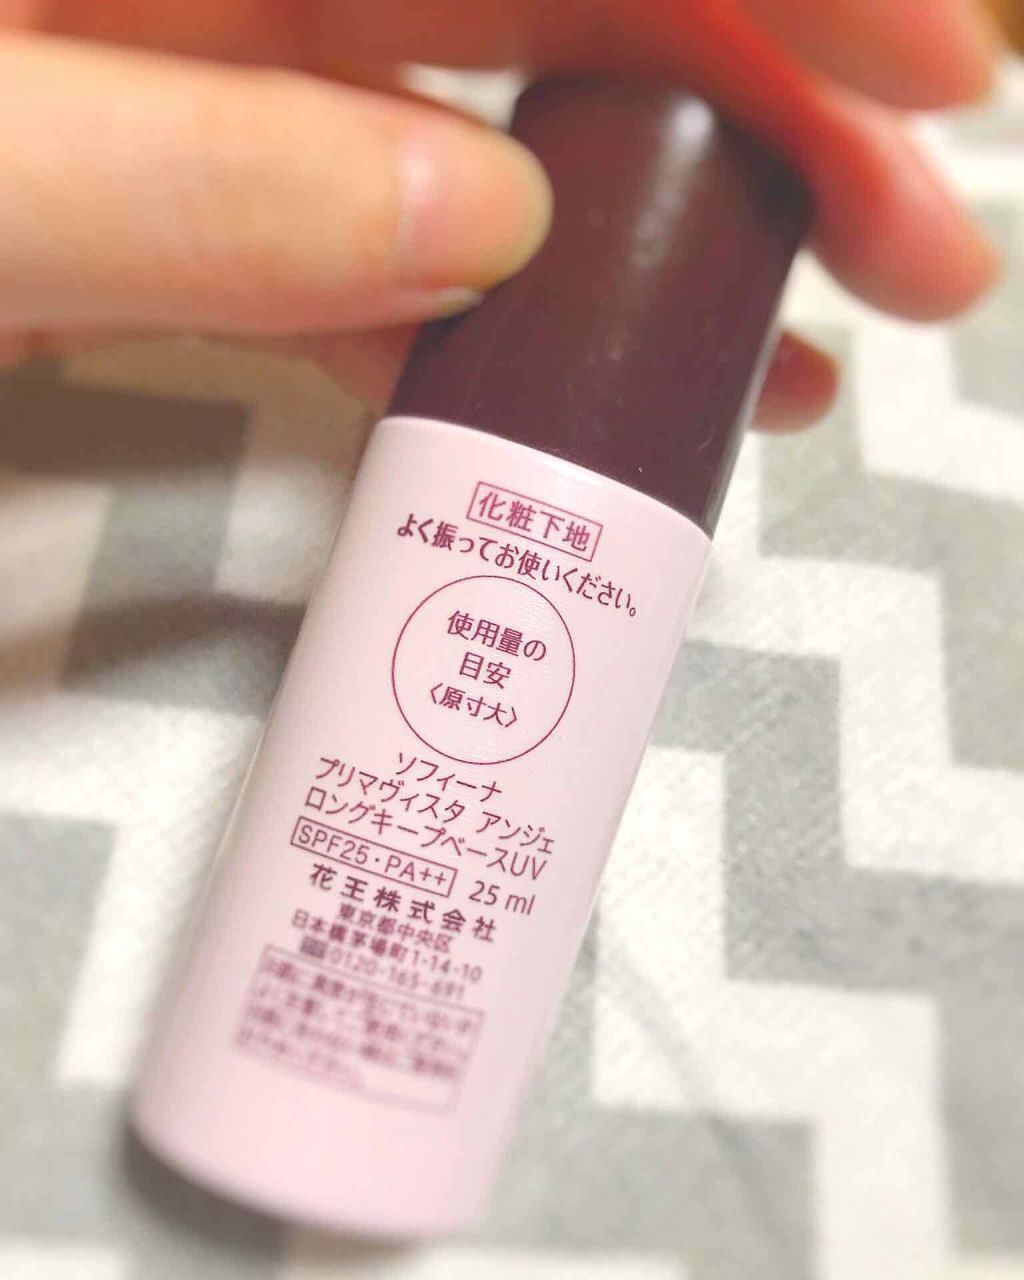 化粧下地
よく振ってお使いください。
使用量の
目安
〈原寸大〉
ソフィーナ
プリマヴィスタ アンジェ
ロングキープベースUV
SPF25・PA++ 25 ml
花王株式会社
東京都中央区
日本橋茅場町1-14-10
0120-165-691